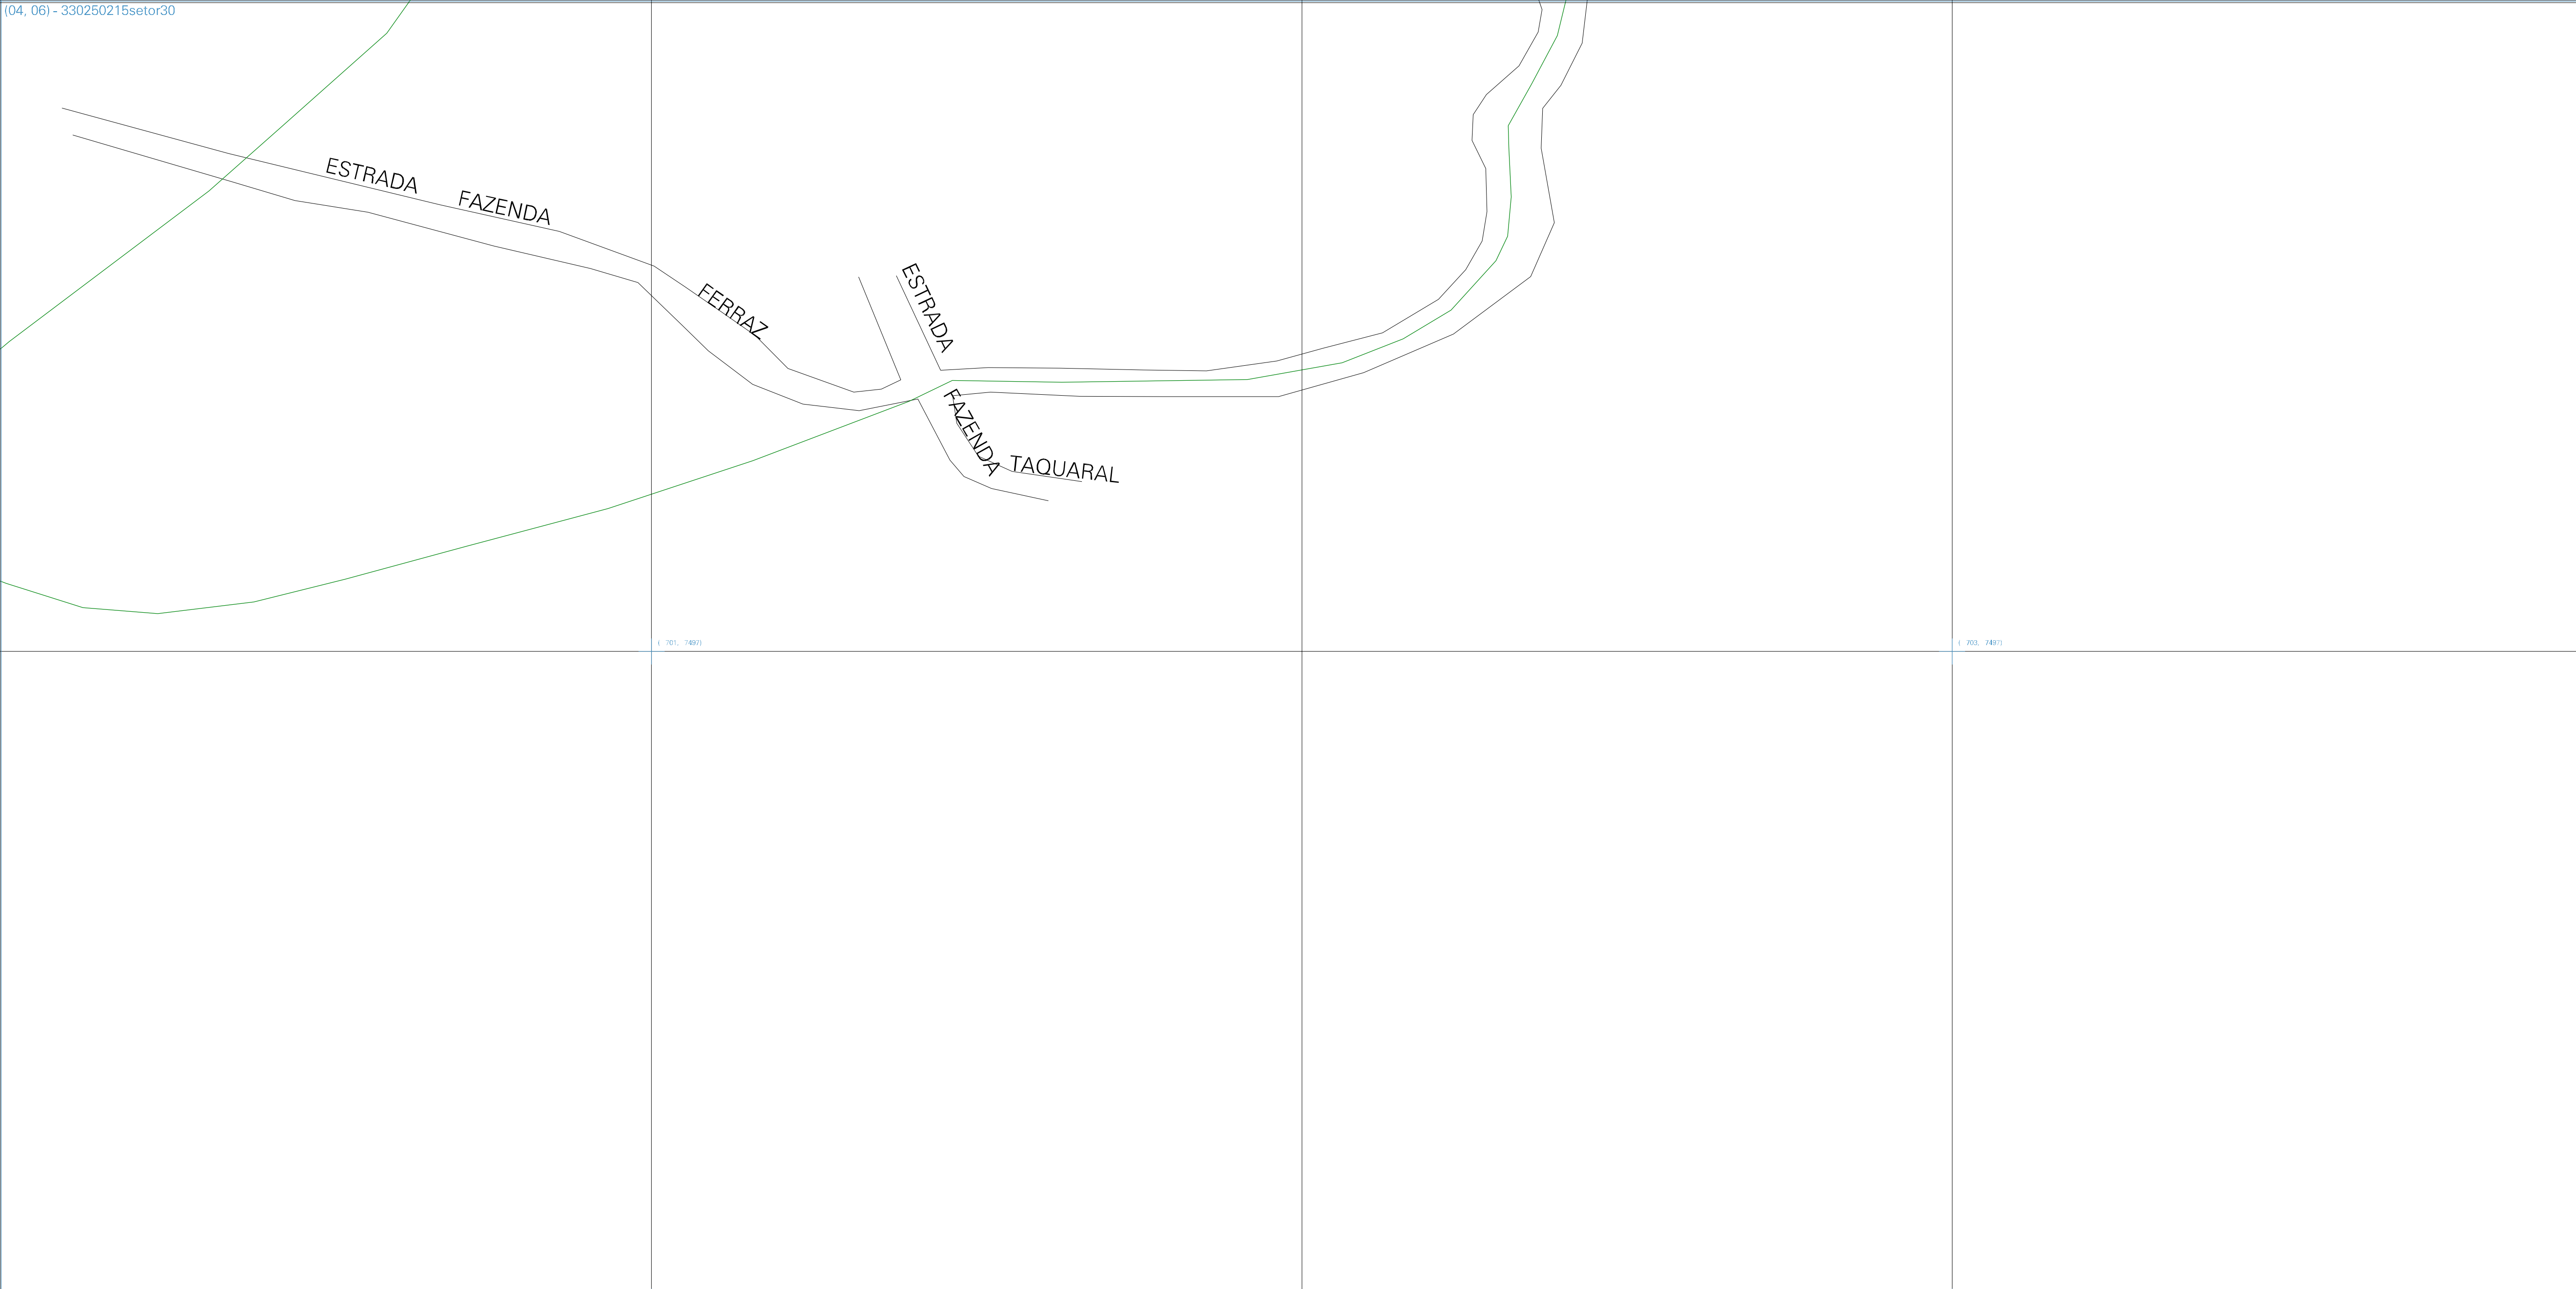 (04, 06) - 330250215setor30
ESTRADA FAZENDA FERRAZ
ESTRADA FAZENDA TAQUARAL
( 701, 7497)
( 703, 7497)